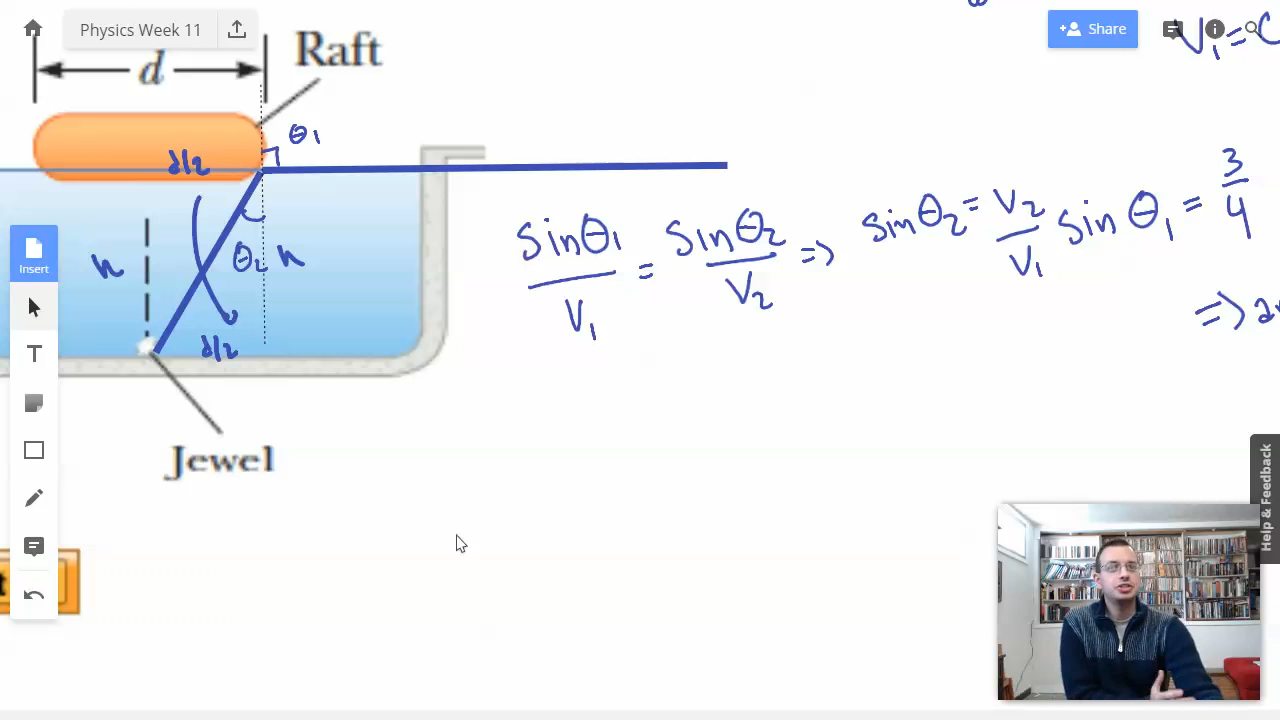 Physics Week 11
Share
V₁ = C
d
Raft
θ₁
d/2
h
θ₂
h
d/2
Jewel
sinθ₁/V₁ = sinθ₂/V₂ => sinθ₂ = V₂/V₁ sin θ₁ = 3/4
=>
Insert
T
t
Help & Feedback